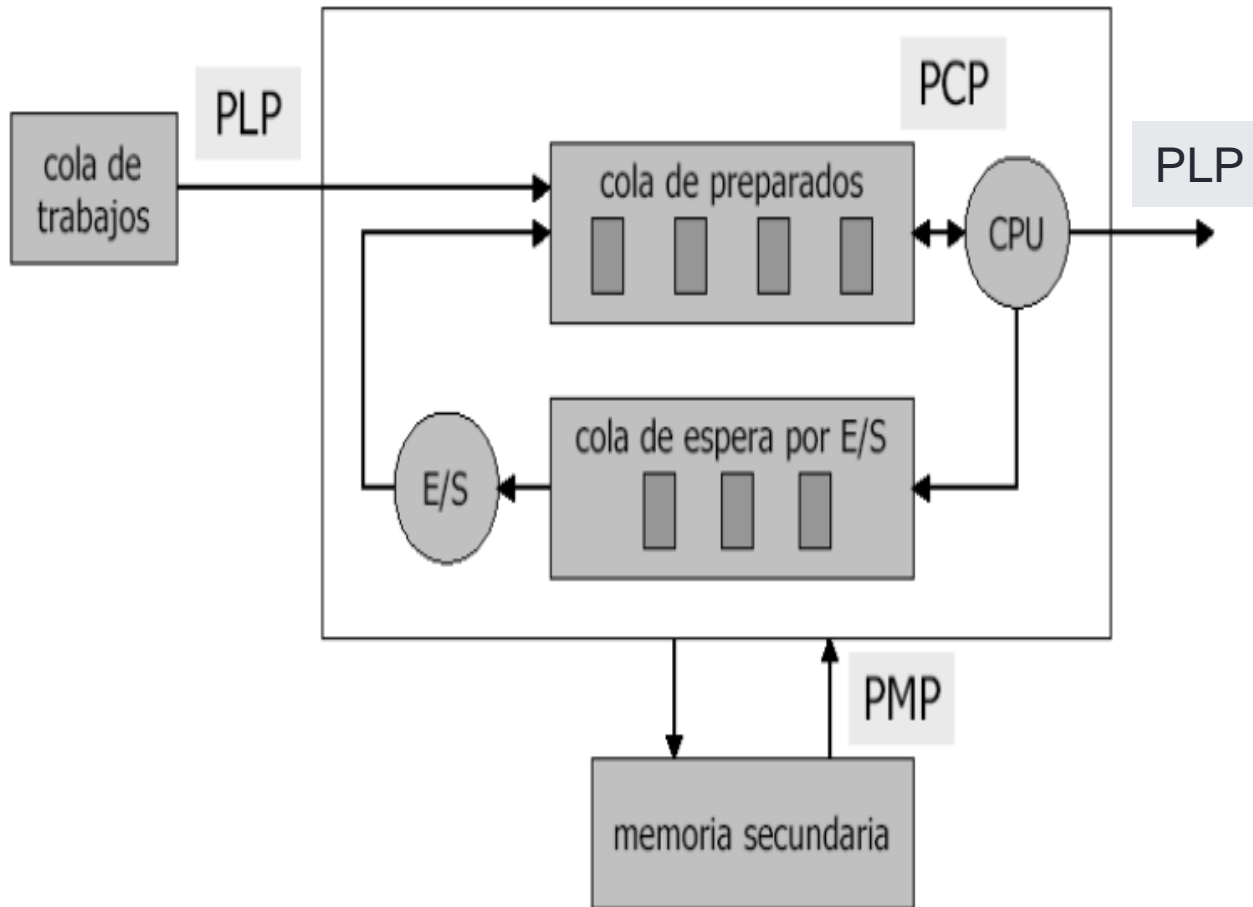 PLP
cola de
trabajos
PCP
PLP
cola de preparados
CPU
cola de espera por E/S
E/S
PMP
memoria secundaria